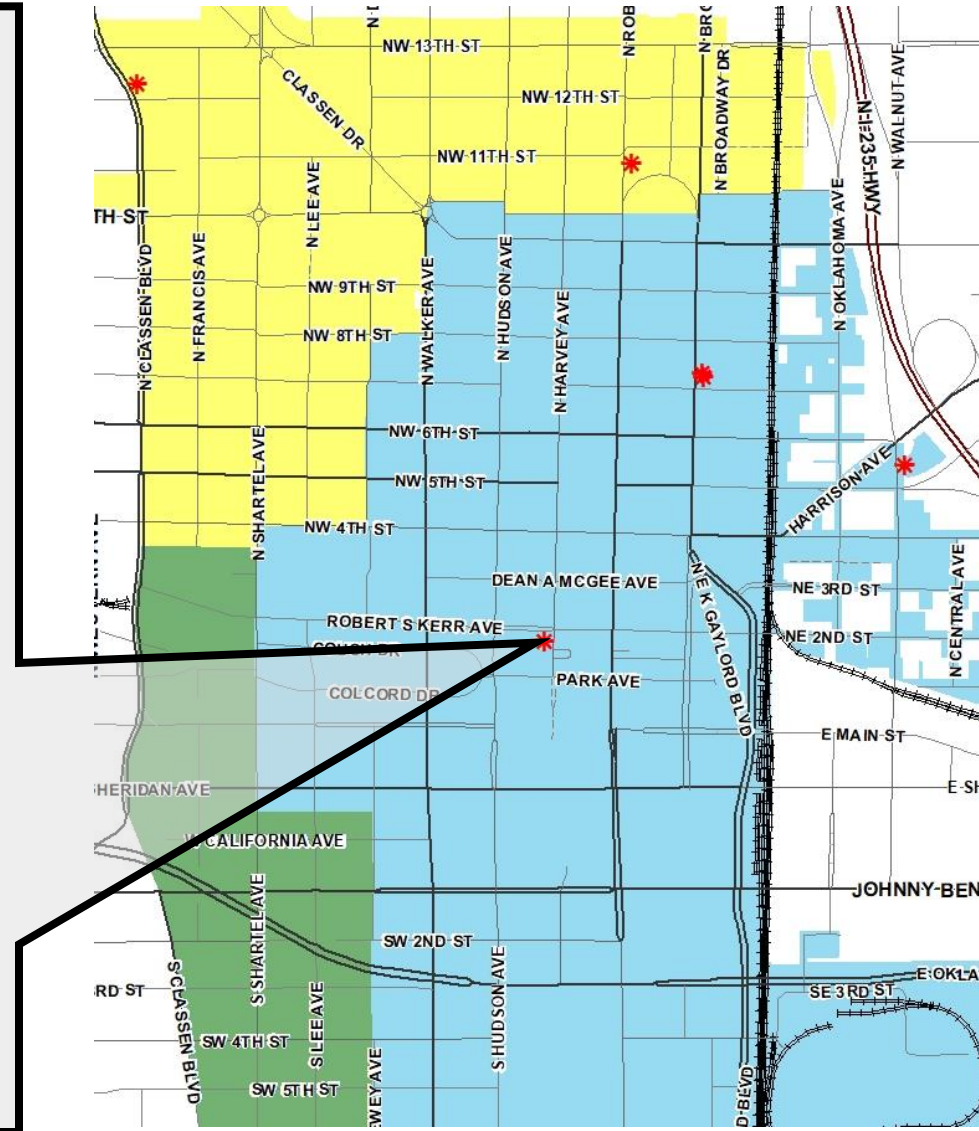 NW 13TH ST
CLASSEN DR
NW 12TH ST
NW 11TH ST
N BROADWAY DR
N I-235 HWY
N WALNUT AVE
TH ST
N LEE AVE
N CLASSEN BLVD
N FRANCIS AVE
NW 9TH ST
NW 8TH ST
N WALKER AVE
N HUDSON AVE
N HARVEY AVE
N OKLAHOMA AVE
NW 6TH ST
NW 5TH ST
N SHARTEL AVE
NW 4TH ST
HARRISON AVE
DEAN A MCGEE AVE
N E K GAYLORD BLVD
NE 3RD ST
ROBERT S KERR AVE
NE 2ND ST
N CENTRAL AVE
COUCH DR
COLCORD DR
PARK AVE
E MAIN ST
HERIDAN AVE
E SH
W CALIFORNIA AVE
JOHNNY BEN
S SHARTEL AVE
SW 2ND ST
S HUDSON AVE
RD ST
S CLASSEN BLVD
S LEE AVE
SE 3RD ST
E OKLA
SW 4TH ST
SW 5TH ST
EWEY AVE
D BLVD
N ROB
N BRO